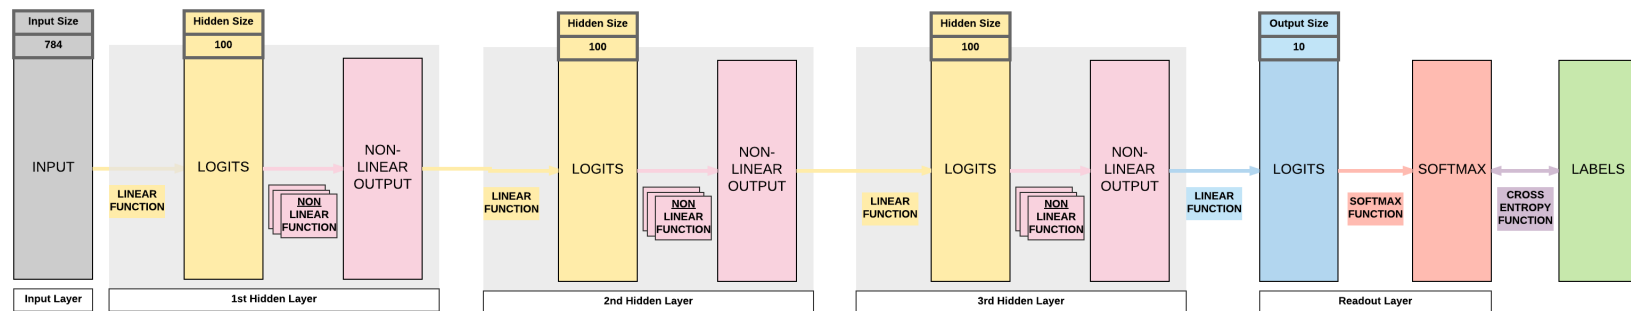 Input Size
784
INPUT
Input Layer
LINEAR
FUNCTION
Hidden Size
100
LOGITS
NON
LINEAR
FUNCTION
NON-
LINEAR
OUTPUT
1st Hidden Layer
LINEAR
FUNCTION
Hidden Size
100
LOGITS
NON
LINEAR
FUNCTION
NON-
LINEAR
OUTPUT
2nd Hidden Layer
LINEAR
FUNCTION
Hidden Size
100
LOGITS
NON
LINEAR
FUNCTION
NON-
LINEAR
OUTPUT
3rd Hidden Layer
LINEAR
FUNCTION
Output Size
10
LOGITS
SOFTMAX
FUNCTION
SOFTMAX
Readout Layer
CROSS
ENTROPY
FUNCTION
LABELS